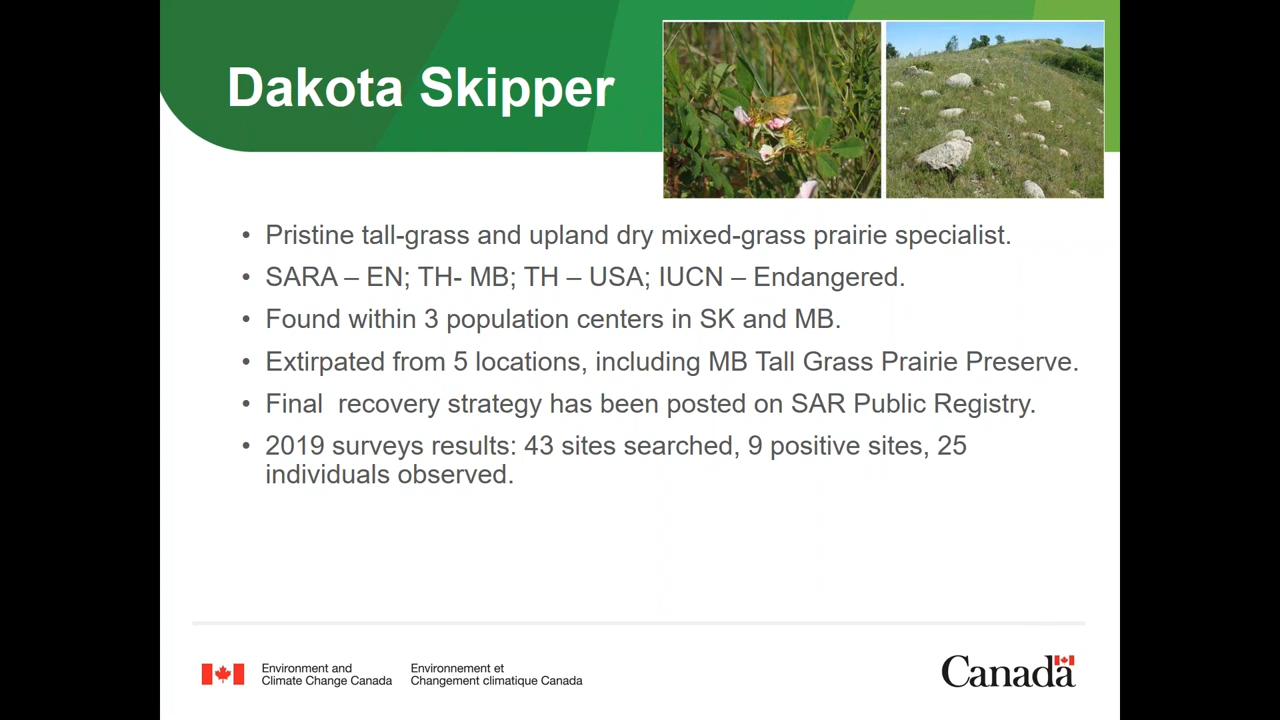 Dakota Skipper
• Pristine tall-grass and upland dry mixed-grass prairie specialist.
• SARA – EN; TH- MB; TH – USA; IUCN – Endangered.
• Found within 3 population centers in SK and MB.
• Extirpated from 5 locations, including MB Tall Grass Prairie Preserve.
• Final  recovery strategy has been posted on SAR Public Registry.
• 2019 surveys results: 43 sites searched, 9 positive sites, 25
individuals observed.
Environment and
Climate Change Canada
Environnement et
Changement climatique Canada
Canada